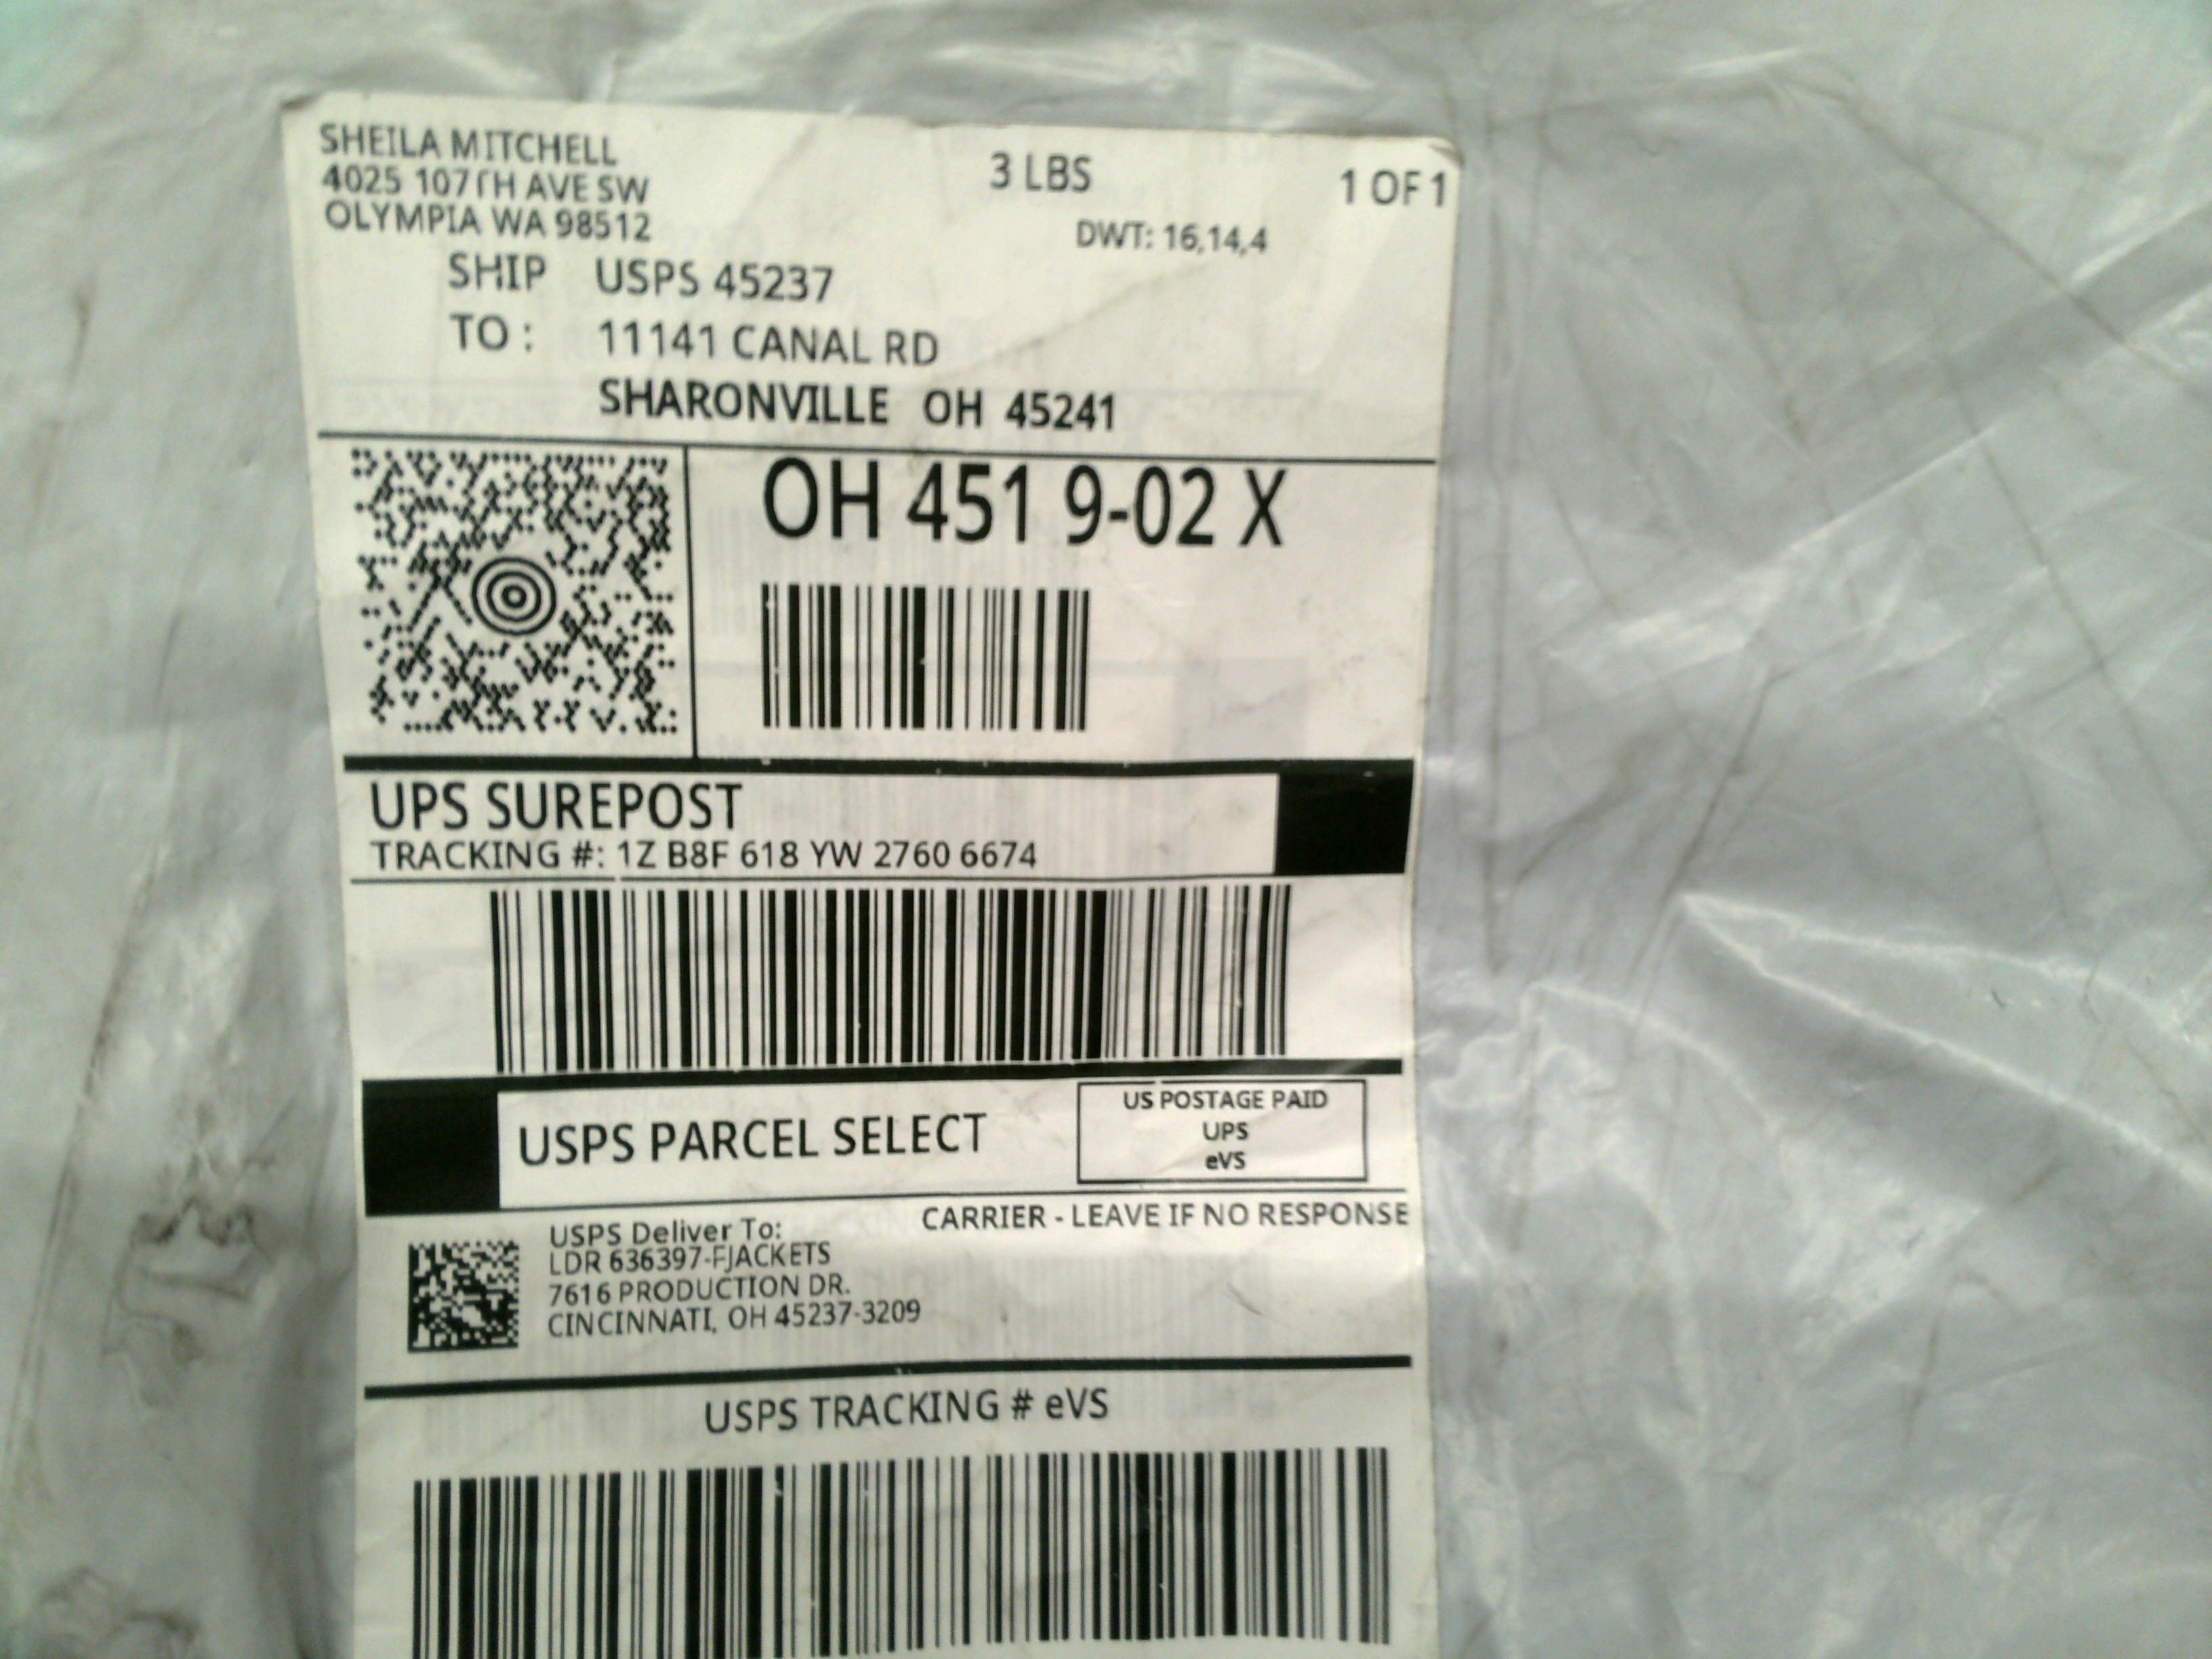 SHEILA MITCHELL
4025 107TH AVE SW
OLYMPIA WA 98512
3 LBS
1 OF 1
DWT: 16,14,4
SHIP USPS 45237
TO: 11141 CANAL RD
SHARONVILLE OH 45241
OH 451 9-02 X
UPS SUREPOST
TRACKING #: 1Z B8F 618 YW 2760 6674
USPS PARCEL SELECT
US POSTAGE PAID
UPS
eVS
CARRIER - LEAVE IF NO RESPONSE
USPS Deliver To:
LDR 636397-FJACKETS
7616 PRODUCTION DR.
CINCINNATI, OH 45237-3209
USPS TRACKING # eVS